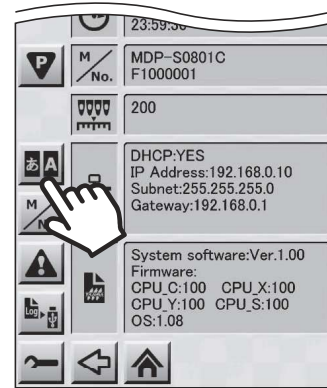 23:59:36
P
M
No.
MDP-S0801C
F1000001
200
あA
DHCP:YES
IP Address:192.168.0.10
Subnet:255.255.255.0
Gateway:192.168.0.1
M
System software:Ver.1.00
Firmware:
CPU_C:100 CPU_X:100
CPU_Y:100 CPU_S:100
OS:1.08
Log